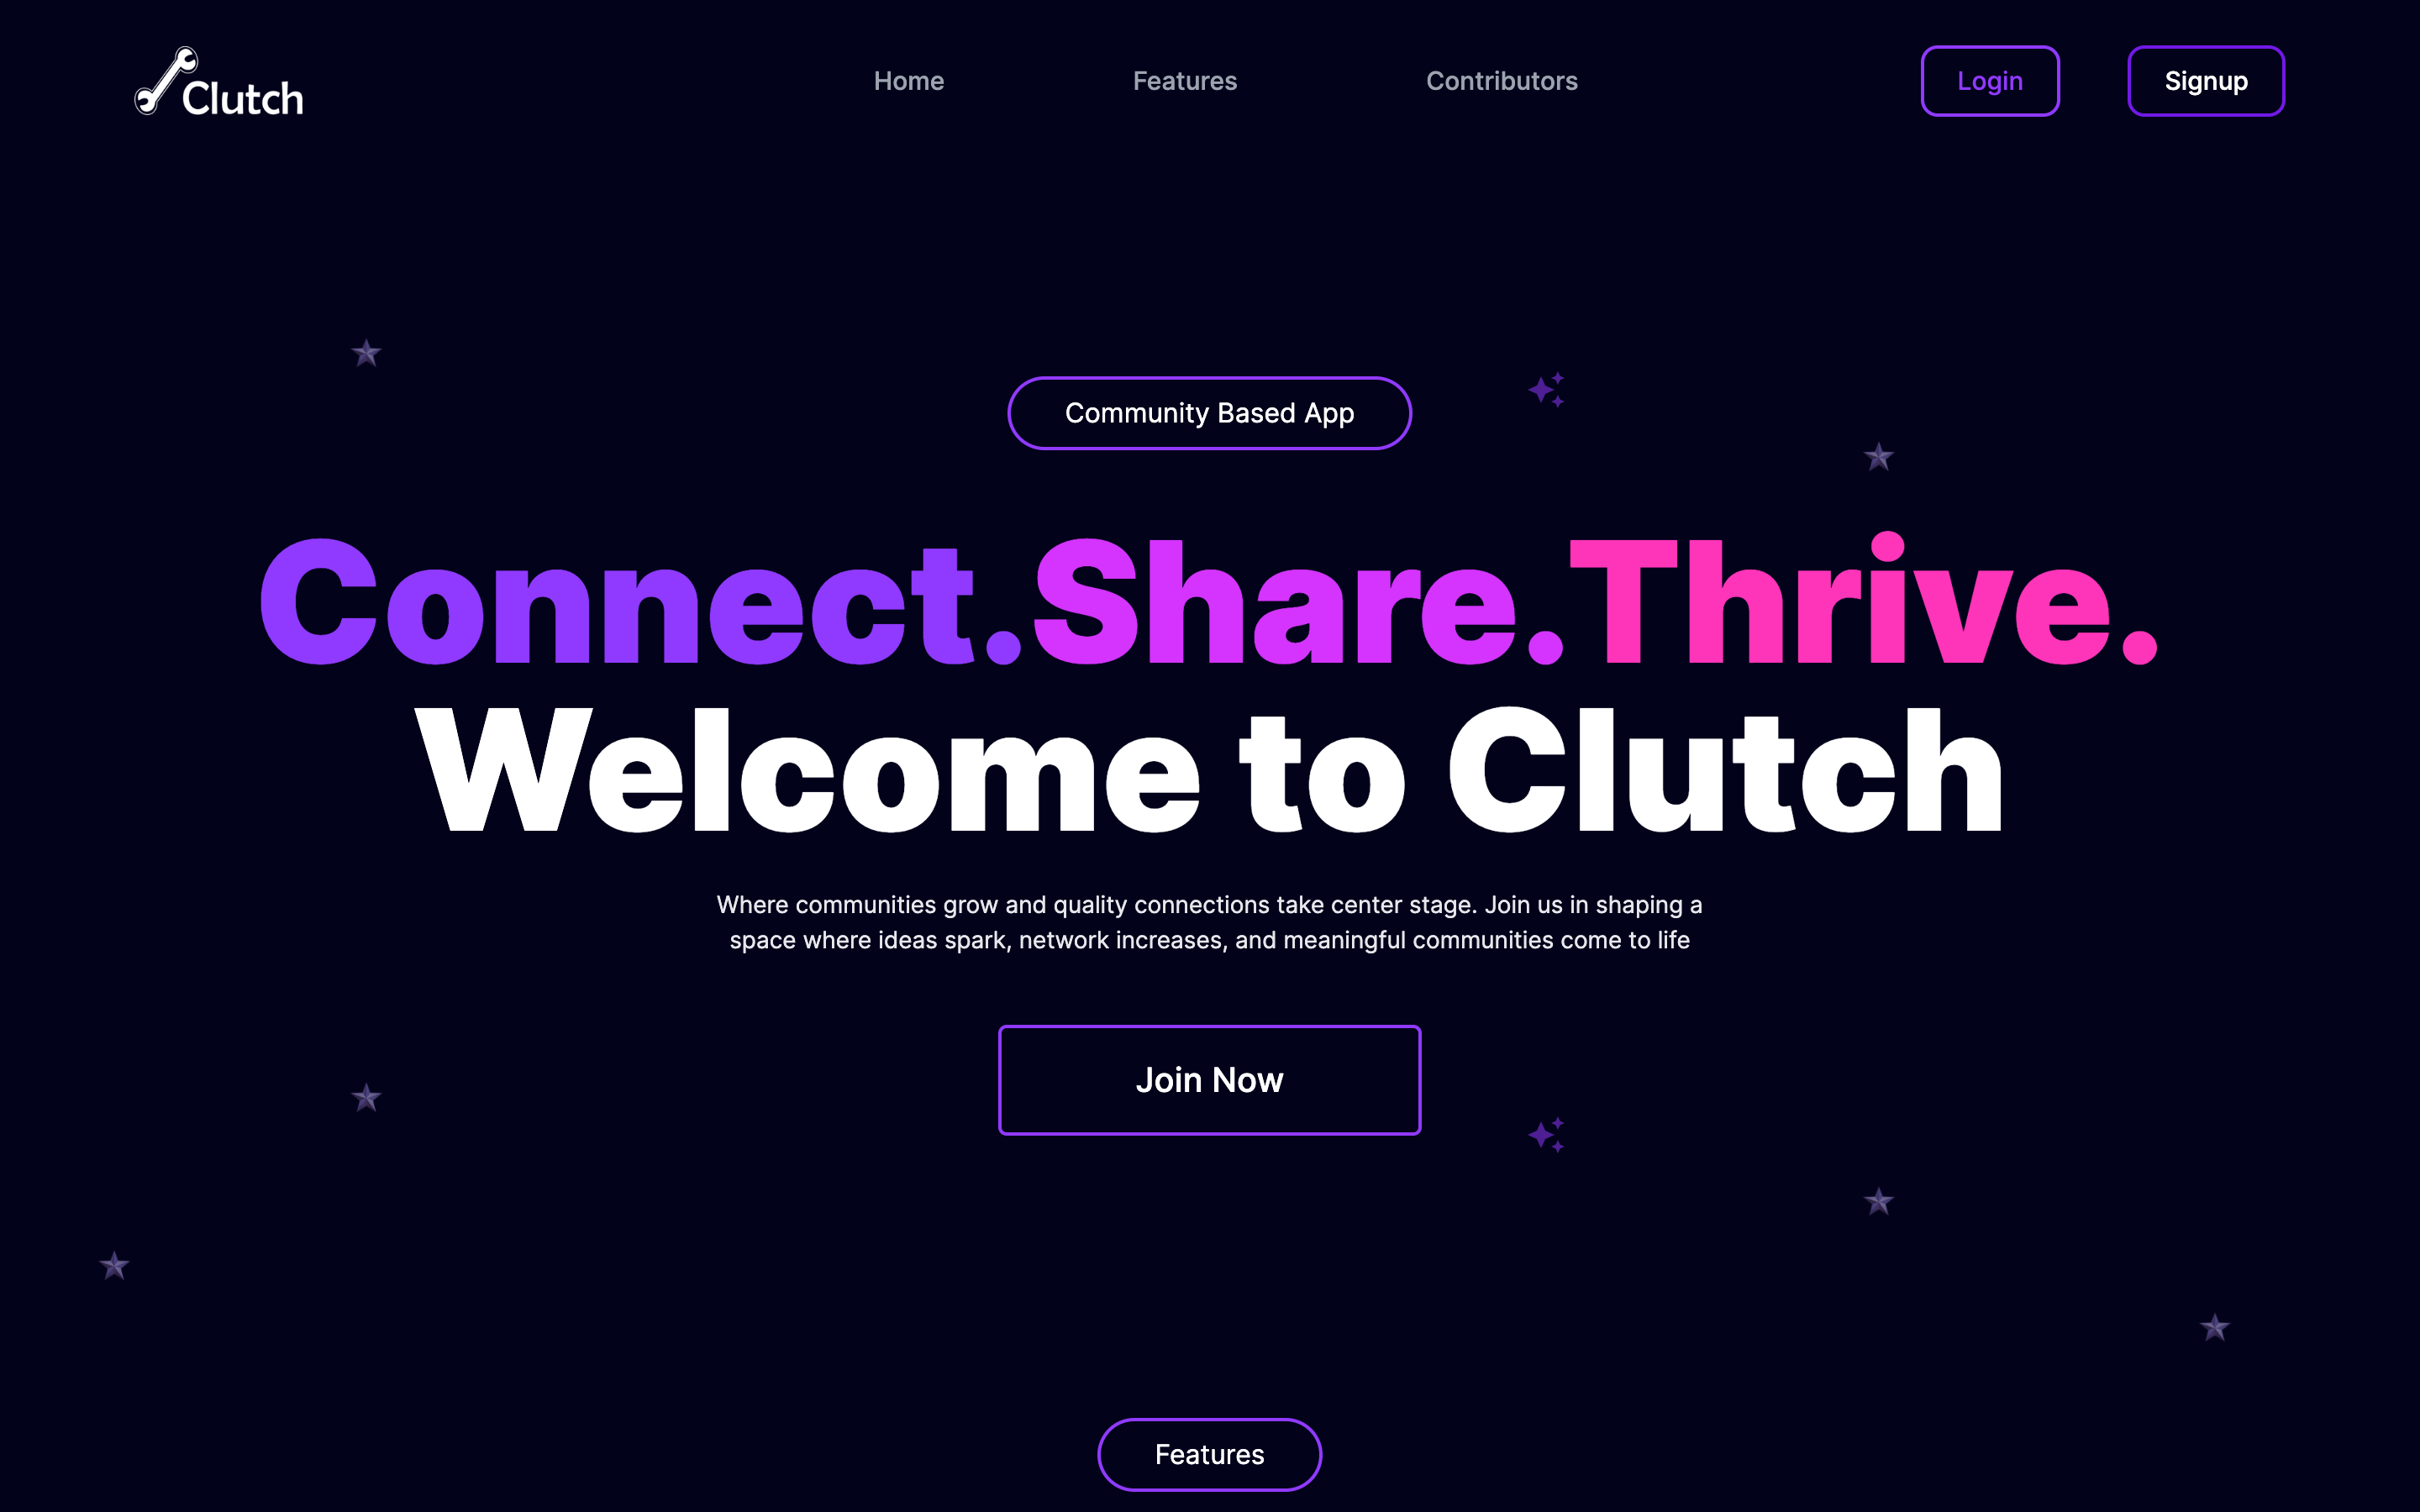 Clutch
Home
Features
Contributors
Login
Signup
Community Based App
Connect.Share.Thrive.
Welcome to Clutch
Where communities grow and quality connections take center stage. Join us in shaping a
space where ideas spark, network increases, and meaningful communities come to life
Join Now
Features